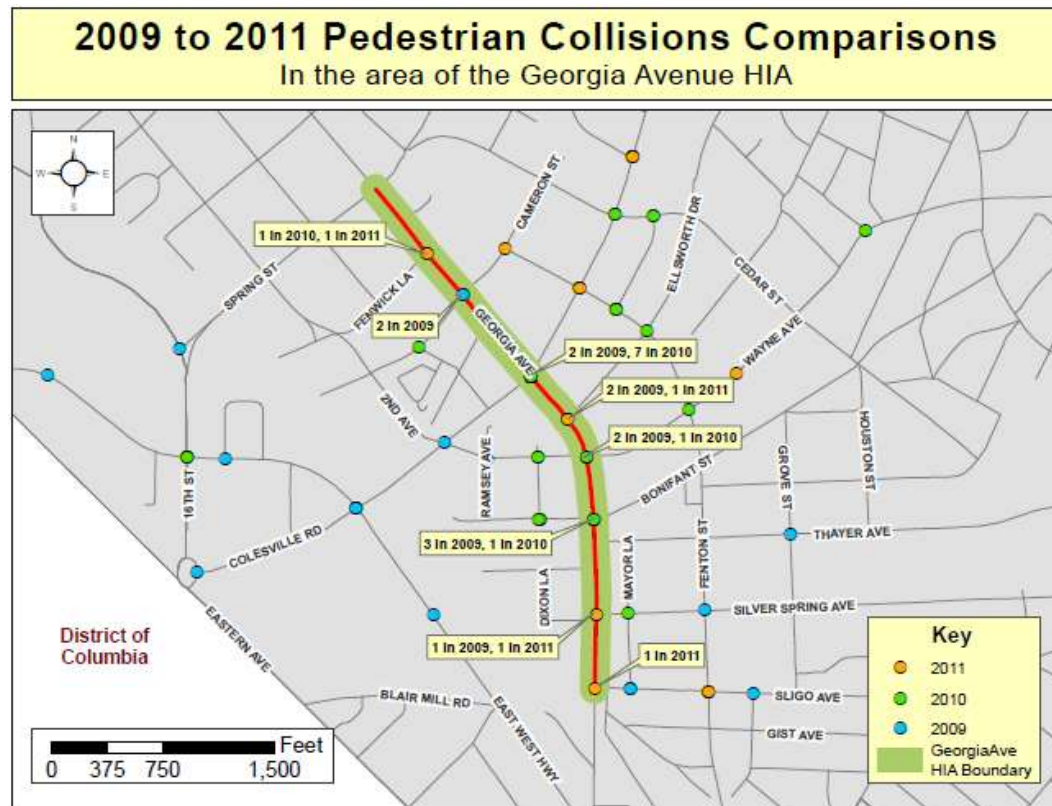 2009 to 2011 Pedestrian Collisions Comparisons
In the area of the Georgia Avenue HIA
N
W E
S
CAMERON ST
1 In 2010, 1 In 2011
ELLSWORTH DR
SPRING ST
FENWICK LA
CEDAR ST
2 In 2009
GEORGIA AVE
2 In 2009, 7 In 2010
WAYNE AVE
2 In 2009, 1 In 2011
2ND AVE
2 In 2009, 1 In 2010
RAMSEY AVE
BONIFANT ST
GROVE ST
HOUSTON ST
16TH ST
COLESVILLE RD
3 In 2009, 1 In 2010
THAYER AVE
DIXON LA
MAYOR LA
FENTON ST
SILVER SPRING AVE
EASTERN AVE
District of
Columbia
1 In 2009, 1 In 2011
1 In 2011
BLAIR MILL RD
EAST WEST HWY
SLIGO AVE
GIST AVE
Key
2011
2010
2009
GeorgiaAve
HIA Boundary
Feet
0 375 750 1,500